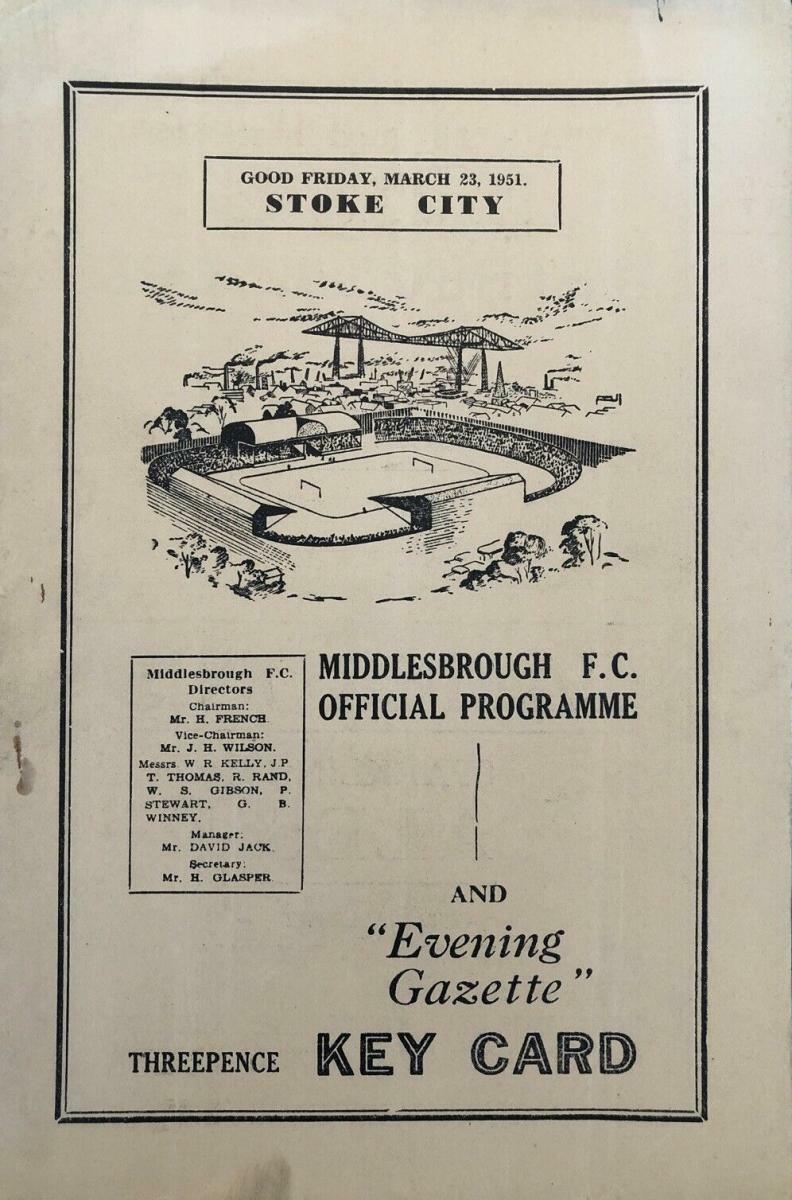 GOOD FRIDAY, MARCH 23, 1951.
STOKE CITY
Middlesbrough F.C.
Directors
Chairman:
Mr. H. FRENCH.
Vice-Chairman:
Mr. J. H. WILSON.
Messrs. W R KELLY, J.P.
T. THOMAS, R. RAND,
W. S. GIBSON, P.
STEWART, G. B.
WINNEY.
Manager:
Mr. DAVID JACK.
Secretary:
Mr. H. GLASPER.
MIDDLESBROUGH F.C.
OFFICIAL PROGRAMME
AND
"Evening
Gazette"
THREEPENCE KEY CARD